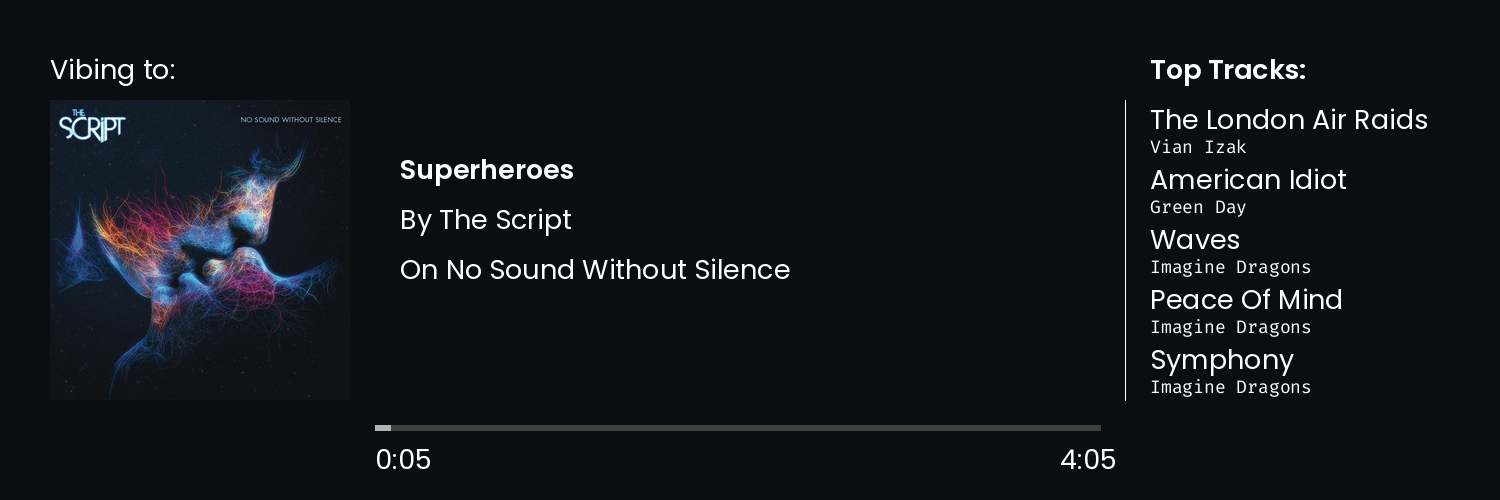 Vibing to:
THE
SCRIPT
NO SOUND WITHOUT SILENCE
Superheroes
By The Script
On No Sound Without Silence
0:05
4:05
Top Tracks:
The London Air Raids
Vian Izak
American Idiot
Green Day
Waves
Imagine Dragons
Peace Of Mind
Imagine Dragons
Symphony
Imagine Dragons